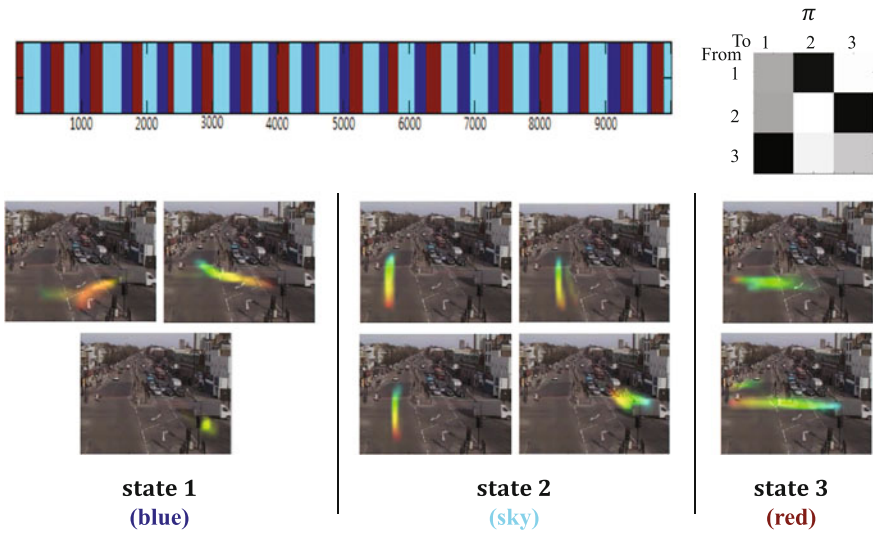 π
To
From
1 2 3
1
2
3
1000 2000 3000 4000 5000 6000 7000 8000 9000
state 1
(blue)
state 2
(sky)
state 3
(red)